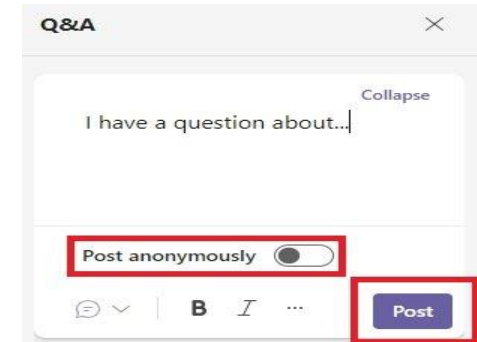 Q&A
Collapse
I have a question about...
Post anonymously
B I ...
Post